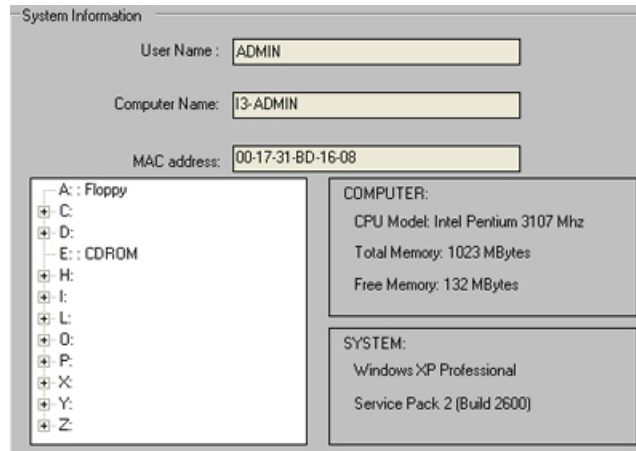 System Information
User Name : ADMIN
Computer Name: I3-ADMIN
MAC address: 00-17-31-BD-16-08
A: : Floppy
C:
D:
E: : CDROM
H:
I:
L:
O:
P:
X:
Y:
Z:
COMPUTER:
CPU Model: Intel Pentium 3107 Mhz
Total Memory: 1023 MBytes
Free Memory: 132 MBytes
SYSTEM:
Windows XP Professional
Service Pack 2 (Build 2600)